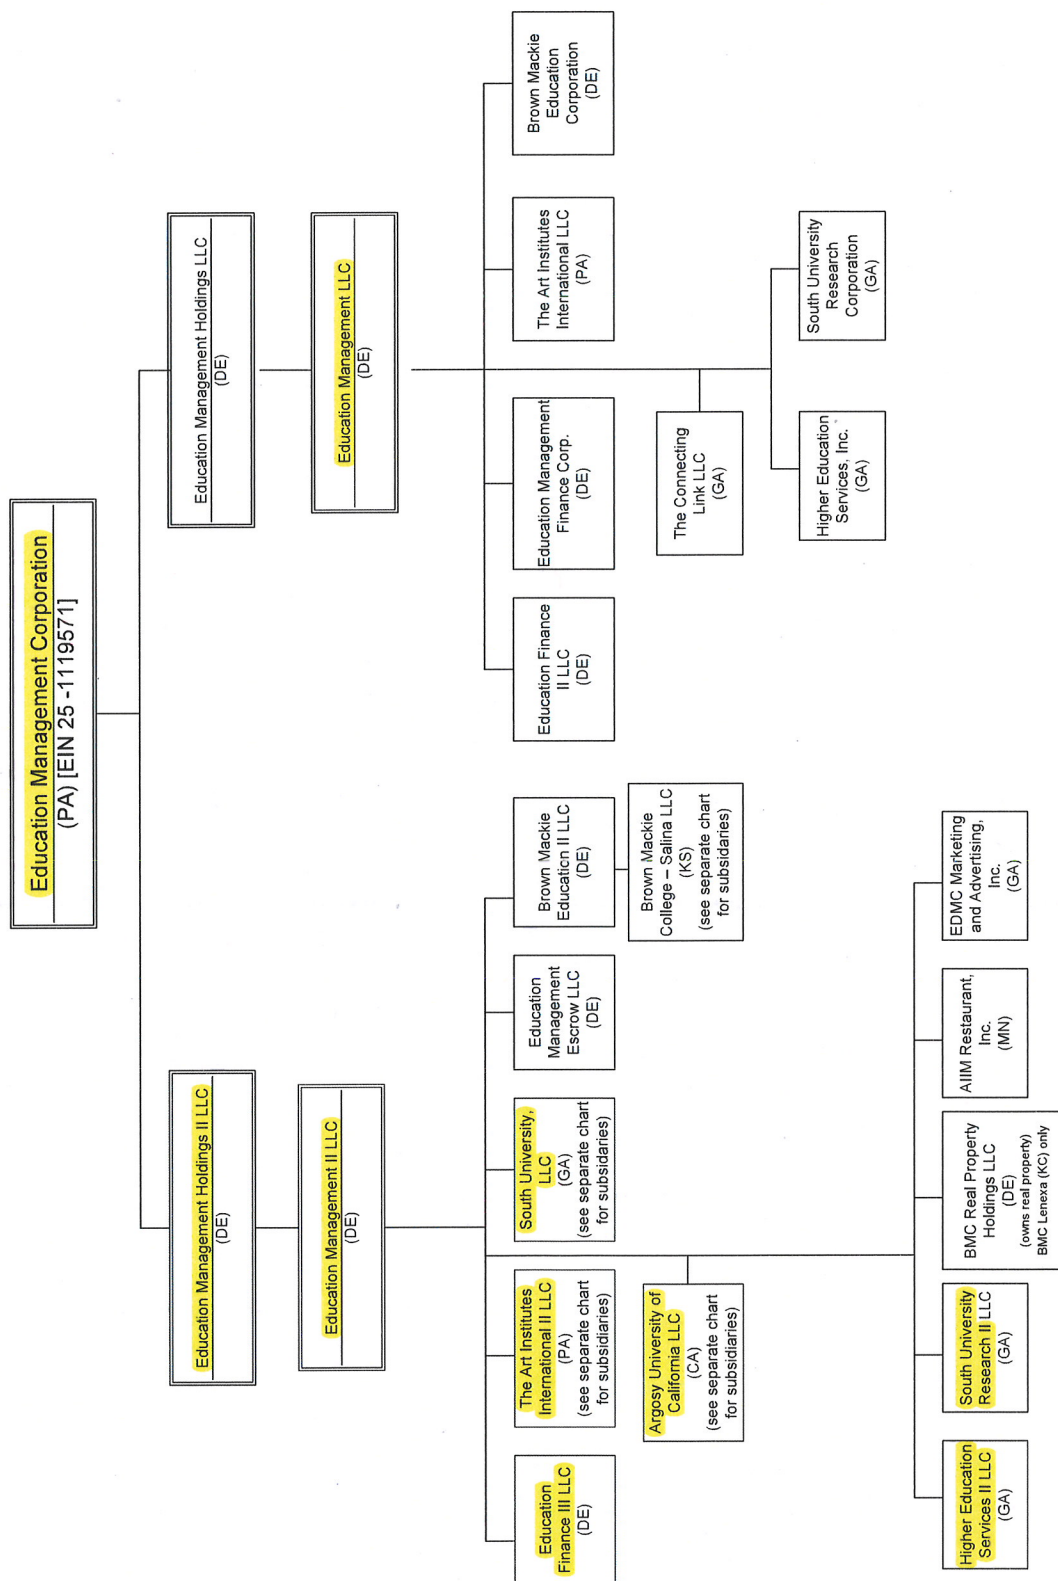 Education Management Corporation
(PA) [EIN 25 -1119571]
Education Management Holdings II LLC
(DE)
Education Management Holdings LLC
(DE)
Education Management II LLC
(DE)
Education Management LLC
(DE)
Education
Finance III LLC
(DE)
The Art Institutes
International II LLC
(PA)
(see separate chart
for subsidiaries)
South University,
LLC
(GA)
(see separate chart
for subsidiaries)
Education
Management
Escrow LLC
(DE)
Brown Mackie
Education II LLC
(DE)
Education Finance
II LLC
(DE)
Education Management
Finance Corp.
(DE)
The Art Institutes
International LLC
(PA)
Brown Mackie
Education
Corporation
(DE)
Argosy University of
California LLC
(CA)
(see separate chart
for subsidiaries)
Brown Mackie
College – Salina LLC
(KS)
(see separate chart
for subsidaries)
The Connecting
Link LLC
(GA)
Higher Education
Services, Inc.
(GA)
South University
Research
Corporation
(GA)
Higher Education
Services II LLC
(GA)
South University
Research II LLC
(GA)
BMC Real Property
Holdings LLC
(DE)
(owns real property)
BMC Lenexa (KC) only
AIIM Restaurant,
Inc.
(MN)
EDMC Marketing
and Advertising,
Inc.
(GA)